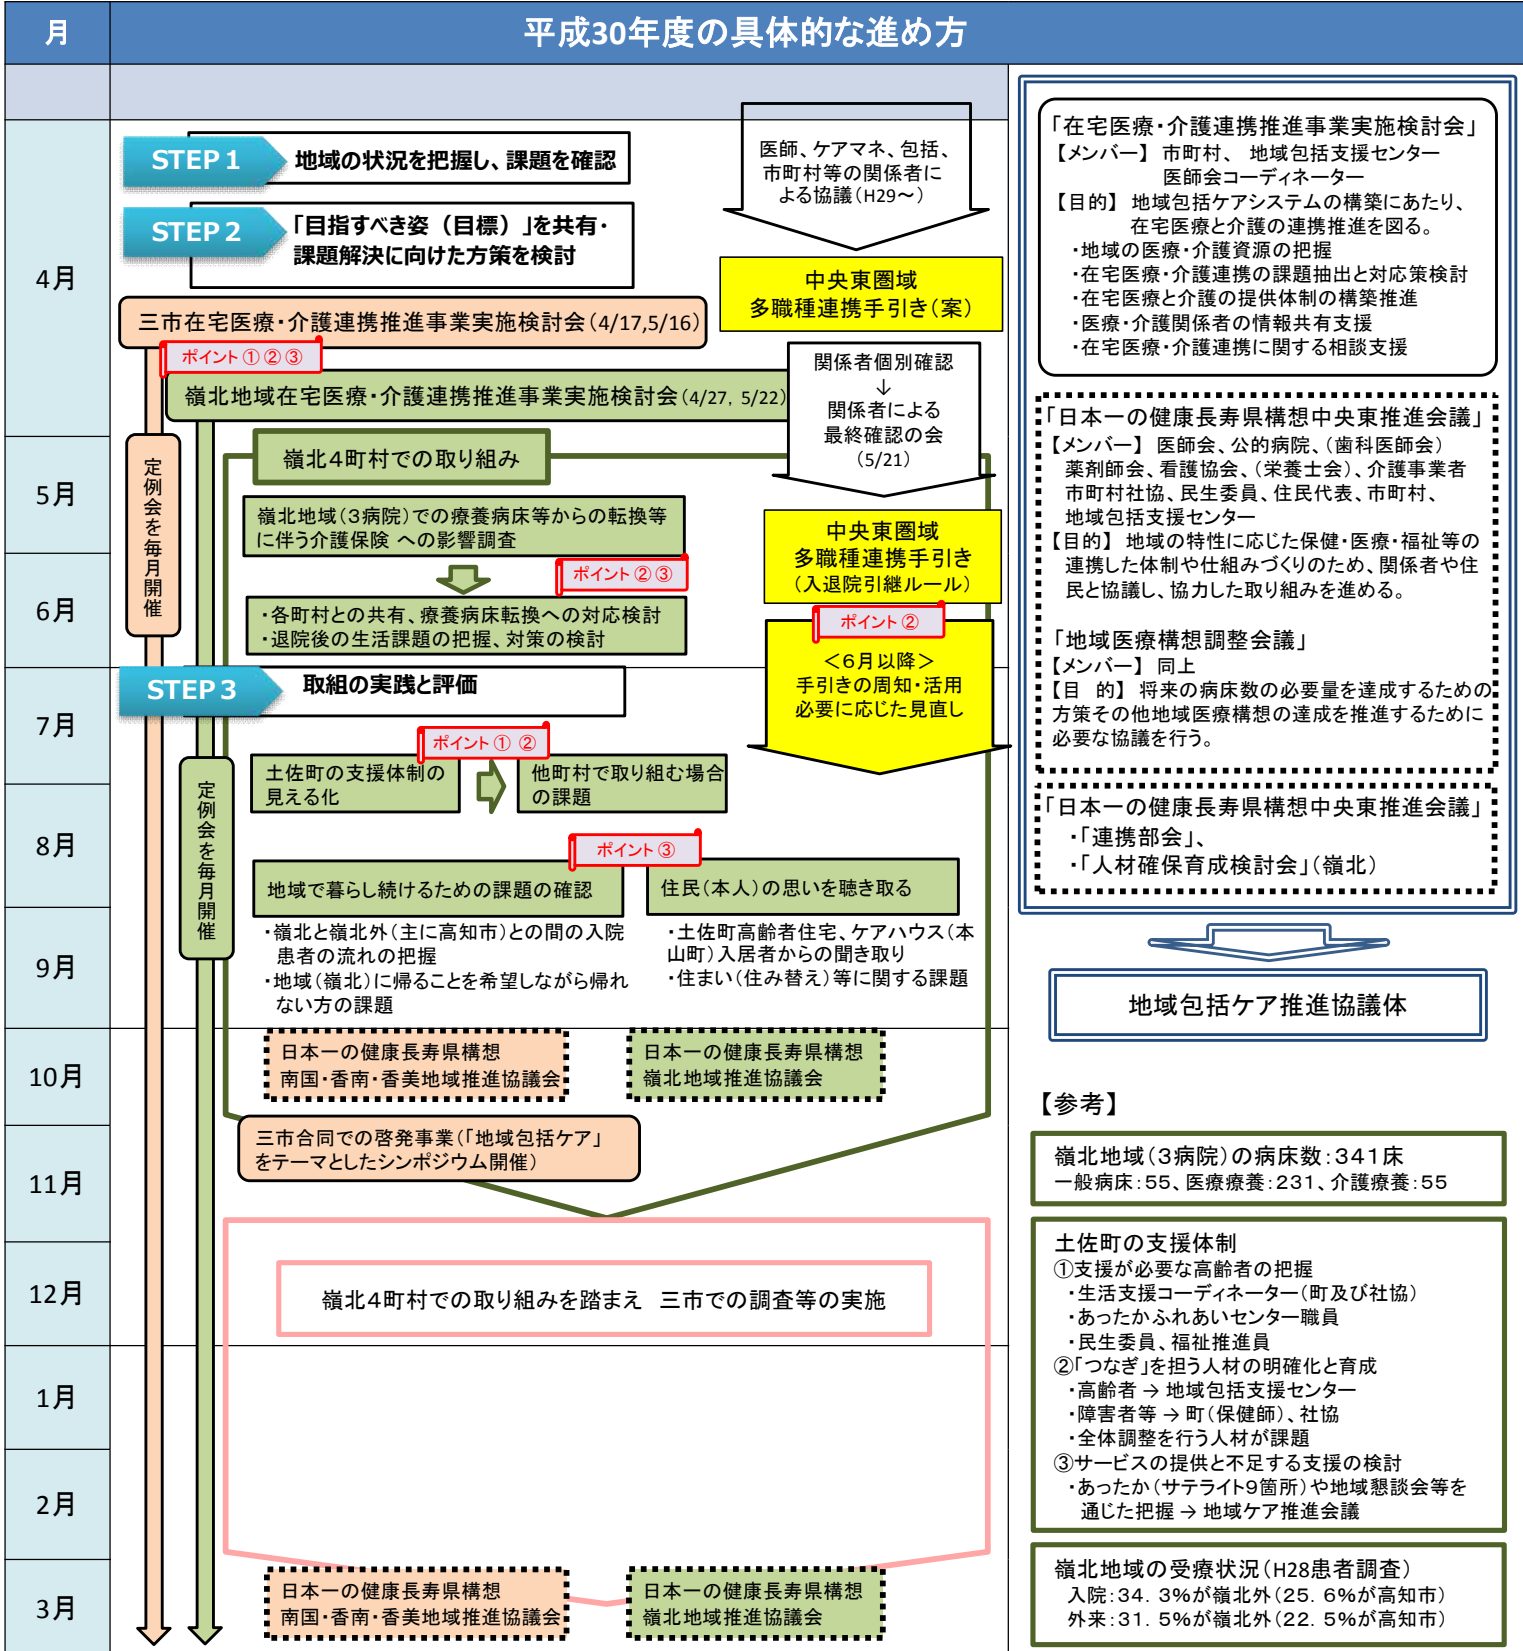 月
平成30年度の具体的な進め方
4月
5月
6月
7月
8月
9月
10月
11月
12月
1月
2月
3月
STEP 1
地域の状況を把握し、課題を確認
STEP 2
「目指すべき姿（目標）」を共有・
課題解決に向けた方策を検討
三市在宅医療・介護連携推進事業実施検討会（4/17,5/16）
ポイント ① ② ③
嶺北地域在宅医療・介護連携推進事業実施検討会（4/27, 5/22）
定例会を毎月開催
嶺北４町村での取り組み
嶺北地域（３病院）での療養病床等からの転換等
に伴う介護保険 への影響調査
ポイント ② ③
・各町村との共有、療養病床転換への対応検討
・退院後の生活課題の把握、対策の検討
STEP 3
取組の実践と評価
ポイント ① ②
土佐町の支援体制の
見える化
他町村で取り組む場合
の課題
定例会を毎月開催
ポイント ③
地域で暮らし続けるための課題の確認
・嶺北と嶺北外（主に高知市）との間の入院
患者の流れの把握
・地域（嶺北）に帰ることを希望しながら帰れ
ない方の課題
住民（本人）の思いを聴き取る
・土佐町高齢者住宅、ケアハウス（本
山町）入居者からの聞き取り
・住まい（住み替え）等に関する課題
日本一の健康長寿県構想
南国・香南・香美地域推進協議会
日本一の健康長寿県構想
嶺北地域推進協議会
三市合同での啓発事業（「地域包括ケア」
をテーマとしたシンポジウム開催）
嶺北４町村での取り組みを踏まえ 三市での調査等の実施
日本一の健康長寿県構想
南国・香南・香美地域推進協議会
日本一の健康長寿県構想
嶺北地域推進協議会
医師、ケアマネ、包括、
市町村等の関係者に
よる協議（H29～）
中央東圏域
多職種連携手引き（案）
関係者個別確認
↓
関係者による
最終確認の会
（5/21）
中央東圏域
多職種連携手引き
（入退院引継ルール）
ポイント ②
＜６月以降＞
手引きの周知・活用
必要に応じた見直し
「在宅医療・介護連携推進事業実施検討会」
【メンバー】 市町村、 地域包括支援センター
医師会コーディネーター
【目的】 地域包括ケアシステムの構築にあたり、
在宅医療と介護の連携推進を図る。
・地域の医療・介護資源の把握
・在宅医療・介護連携の課題抽出と対応策検討
・在宅医療と介護の提供体制の構築推進
・医療・介護関係者の情報共有支援
・在宅医療・介護連携に関する相談支援
「日本一の健康長寿県構想中央東推進会議」
【メンバー】 医師会、公的病院、（歯科医師会）
薬剤師会、看護協会、（栄養士会）、介護事業者
市町村社協、民生委員、住民代表、市町村、
地域包括支援センター
【目的】 地域の特性に応じた保健・医療・福祉等の
連携した体制や仕組みづくりのため、関係者や住
民と協議し、協力した取り組みを進める。
「地域医療構想調整会議」
【メンバー】 同上
【目 的】 将来の病床数の必要量を達成するための
方策その他地域医療構想の達成を推進するために
必要な協議を行う。
「日本一の健康長寿県構想中央東推進会議」
・「連携部会」、
・「人材確保育成検討会」（嶺北）
地域包括ケア推進協議体
【参考】
嶺北地域（３病院）の病床数：３４１床
一般病床：５５、医療療養：２３１、介護療養：５５
土佐町の支援体制
①支援が必要な高齢者の把握
・生活支援コーディネーター（町及び社協）
・あったかふれあいセンター職員
・民生委員、福祉推進員
②「つなぎ」を担う人材の明確化と育成
・高齢者 → 地域包括支援センター
・障害者等 → 町（保健師）、社協
・全体調整を行う人材が課題
③サービスの提供と不足する支援の検討
・あったか（サテライト９箇所）や地域懇談会等を
通じた把握 → 地域ケア推進会議
嶺北地域の受療状況（H28患者調査）
入院：３４．３％が嶺北外（２５．６％が高知市）
外来：３１．５％が嶺北外（２２．５％が高知市）